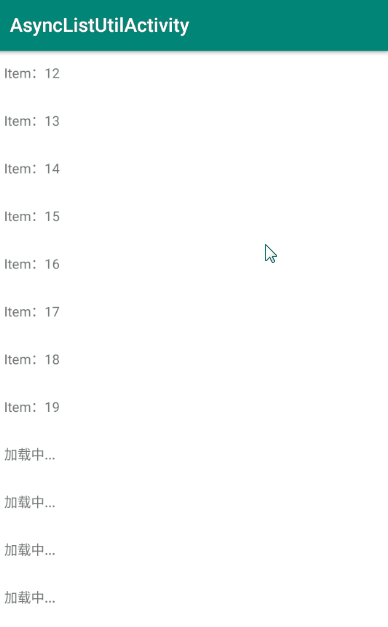 AsyncListUtilActivity
Item：12
Item：13
Item：14
Item：15
Item：16
Item：17
Item：18
Item：19
加载中...
加载中...
加载中...
加载中...